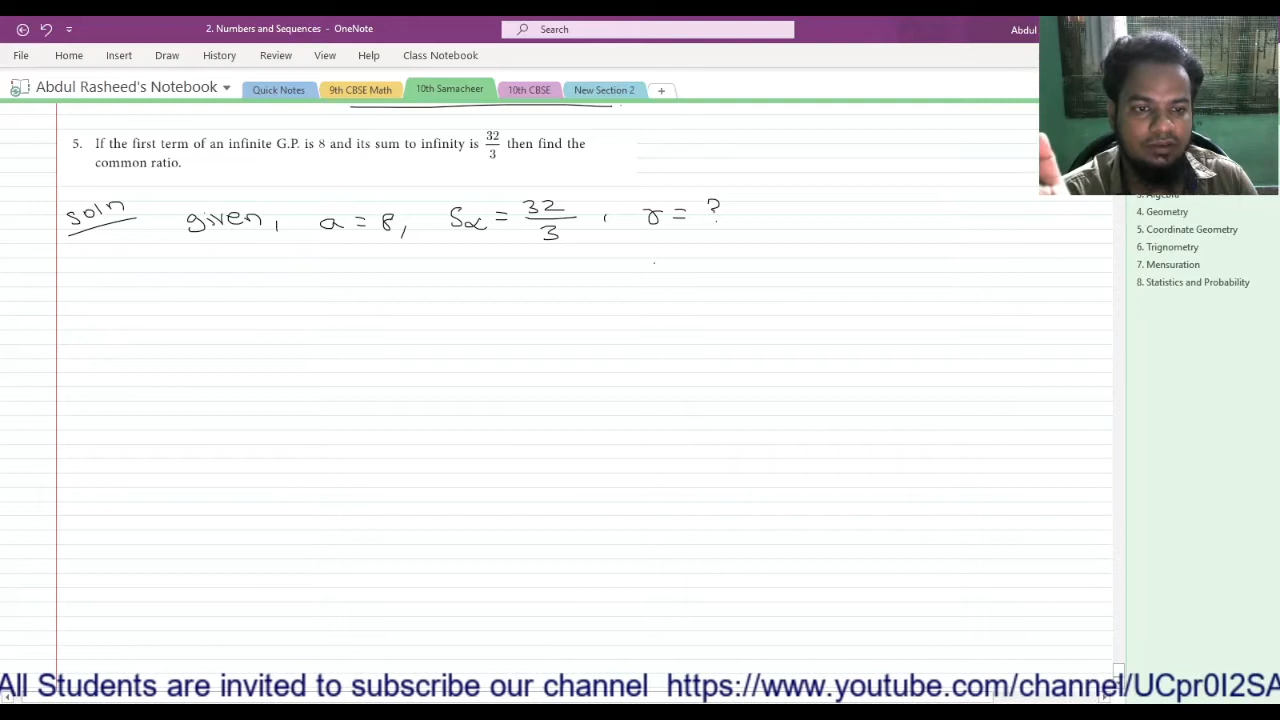 2. Numbers and Sequences - OneNote
Search
Abdul
File Home Insert Draw History Review View Help Class Notebook
Abdul Rasheed's Notebook
Quick Notes 9th CBSE Math 10th Samacheer 10th CBSE New Section 2 +
5. If the first term of an infinite G.P. is 8 and its sum to infinity is 32/3 then find the
common ratio.
soln given, a = 8, S∝ = 32/3 , r = ?
3. Algebra
4. Geometry
5. Coordinate Geometry
6. Trignometry
7. Mensuration
8. Statistics and Probability
All Students are invited to subscribe our channel https://www.youtube.com/channel/UCpr0I2SA